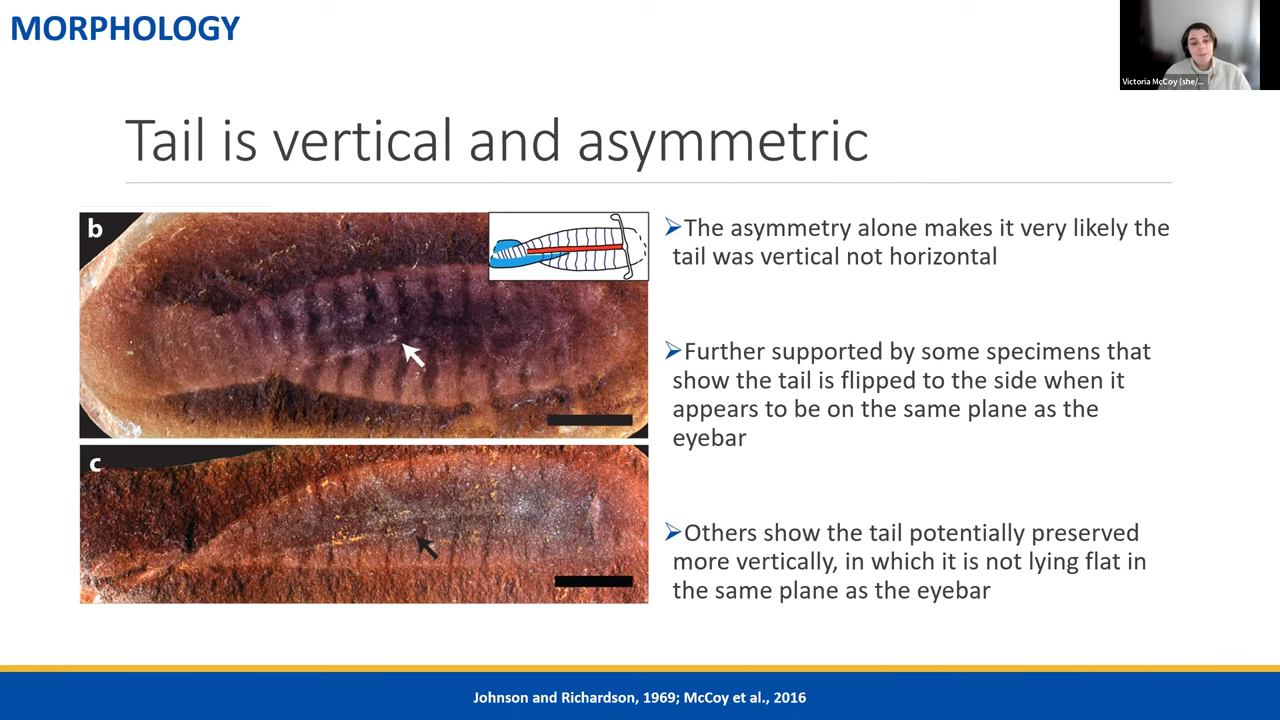 MORPHOLOGY
Victoria McCoy (she/...
Tail is vertical and asymmetric
b
c
➢The asymmetry alone makes it very likely the
tail was vertical not horizontal
➢Further supported by some specimens that
show the tail is flipped to the side when it
appears to be on the same plane as the
eyebar
➢Others show the tail potentially preserved
more vertically, in which it is not lying flat in
the same plane as the eyebar
Johnson and Richardson, 1969; McCoy et al., 2016